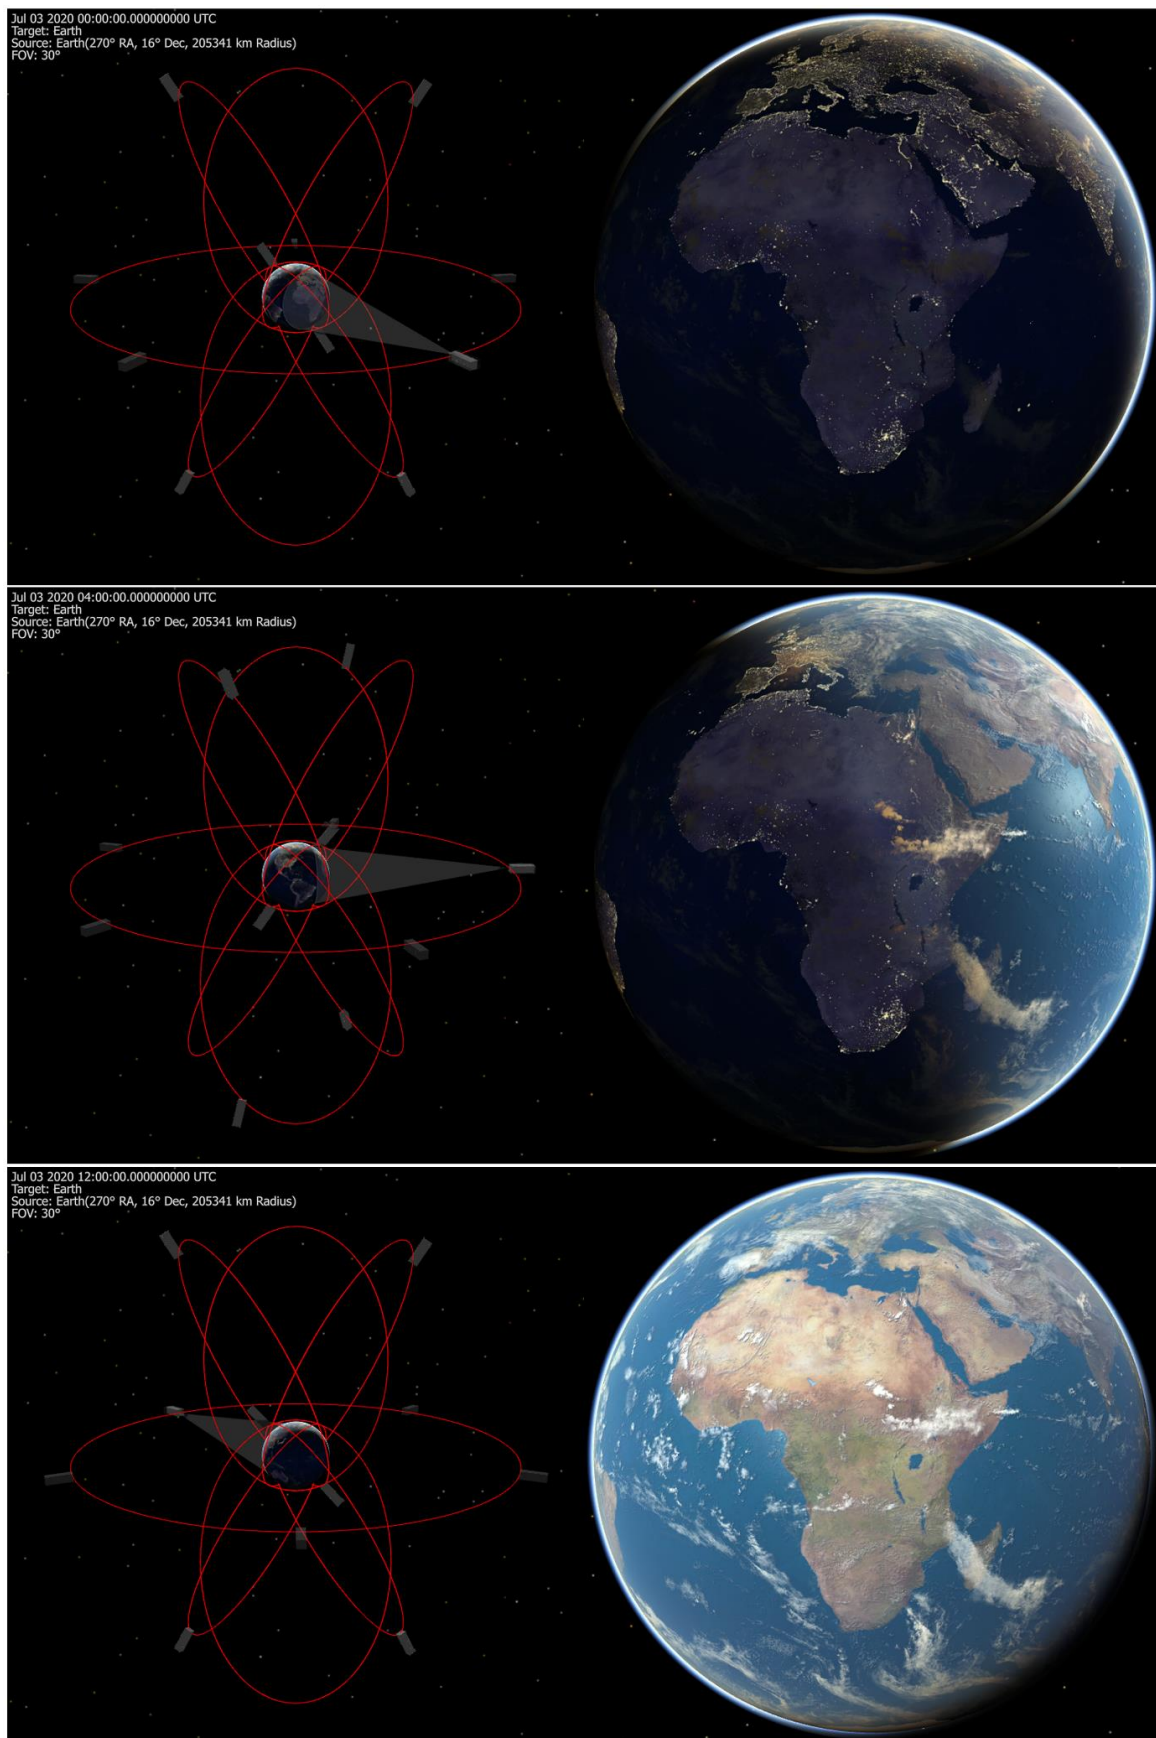 Jul 03 2020 00:00:00.000000000 UTC
Target: Earth
Source: Earth(270° RA, 16° Dec, 205341 km Radius)
FOV: 30°
Jul 03 2020 04:00:00.000000000 UTC
Target: Earth
Source: Earth(270° RA, 16° Dec, 205341 km Radius)
FOV: 30°
Jul 03 2020 12:00:00.000000000 UTC
Target: Earth
Source: Earth(270° RA, 16° Dec, 205341 km Radius)
FOV: 30°